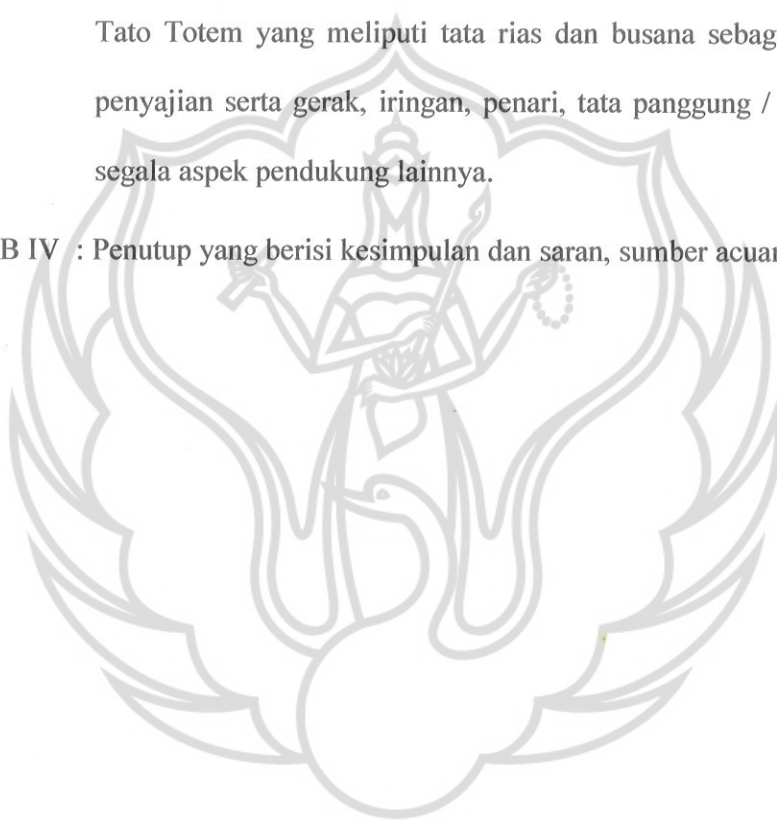 Tato Totem yang meliputi tata rias dan busana sebag
penyajian serta gerak, iringan, penari, tata panggung /
segala aspek pendukung lainnya.
B IV : Penutup yang berisi kesimpulan dan saran, sumber acuan